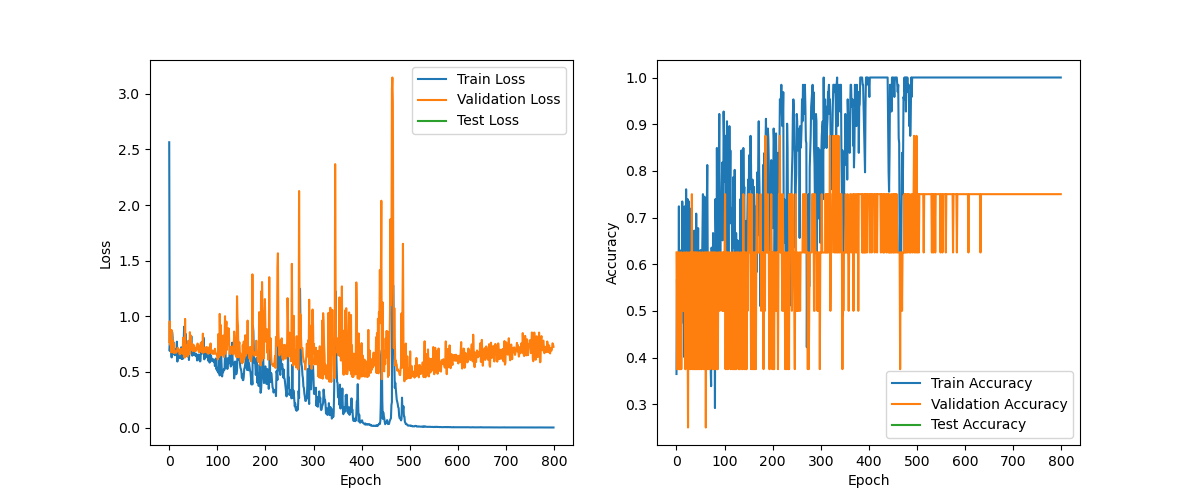 Train Loss
Validation Loss
Test Loss
3.0
2.5
2.0
1.5
1.0
0.5
0.0
Loss
0 100 200 300 400 500 600 700 800
Epoch
1.0
0.9
0.8
0.7
0.6
0.5
0.4
0.3
Accuracy
Train Accuracy
Validation Accuracy
Test Accuracy
0 100 200 300 400 500 600 700 800
Epoch